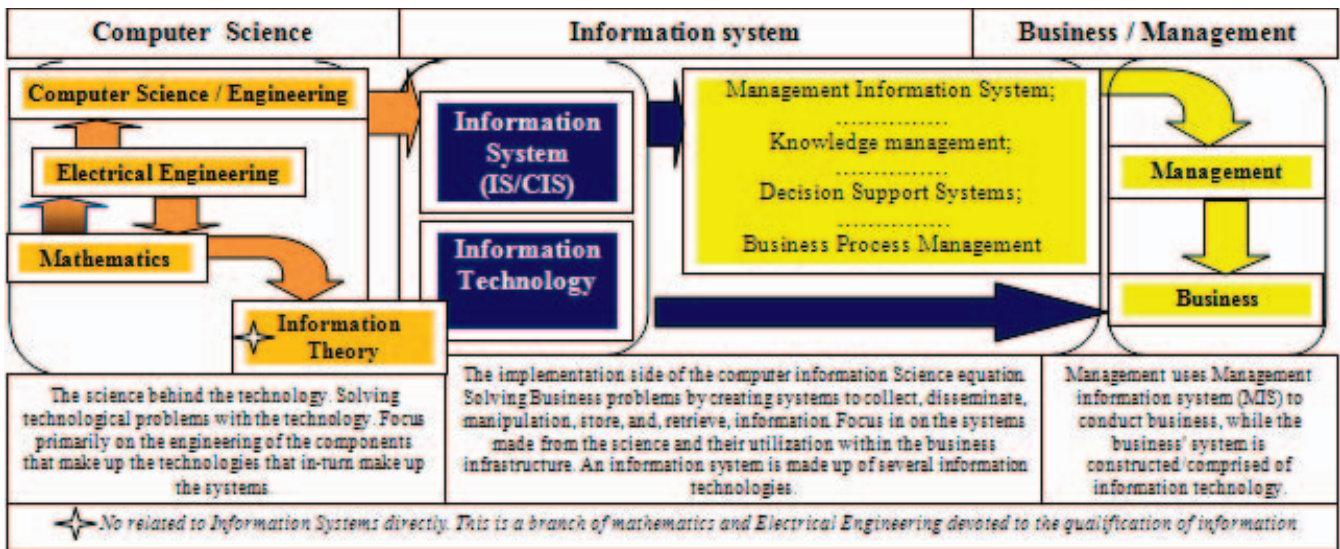 Computer Science
Information system
Business / Management
Computer Science / Engineering
Electrical Engineering
Mathematics
Information
Theory
Information
System
(IS/CIS)
Information
Technology
Management Information System;
...............
Knowledge management;
...............
Decision Support Systems;
...............
Business Process Management
Management
Business
The science behind the technology. Solving
technological problems with the technology. Focus
primarily on the engineering of the components
that make up the technologies that in-turn make up
the systems.
The implementation side of the computer information Science equation
Solving Business problems by creating systems to collect, disseminate,
manipulation, store, and, retrieve, information. Focus in on the systems
made from the science and their utilization within the business
infrastructure. An information system is made up of several information
technologies.
Management uses Management
information system (MIS) to
conduct business, while the
business' system is
constructed/comprised of
information technology.
No related to Information Systems directly. This is a branch of mathematics and Electrical Engineering devoted to the qualification of information